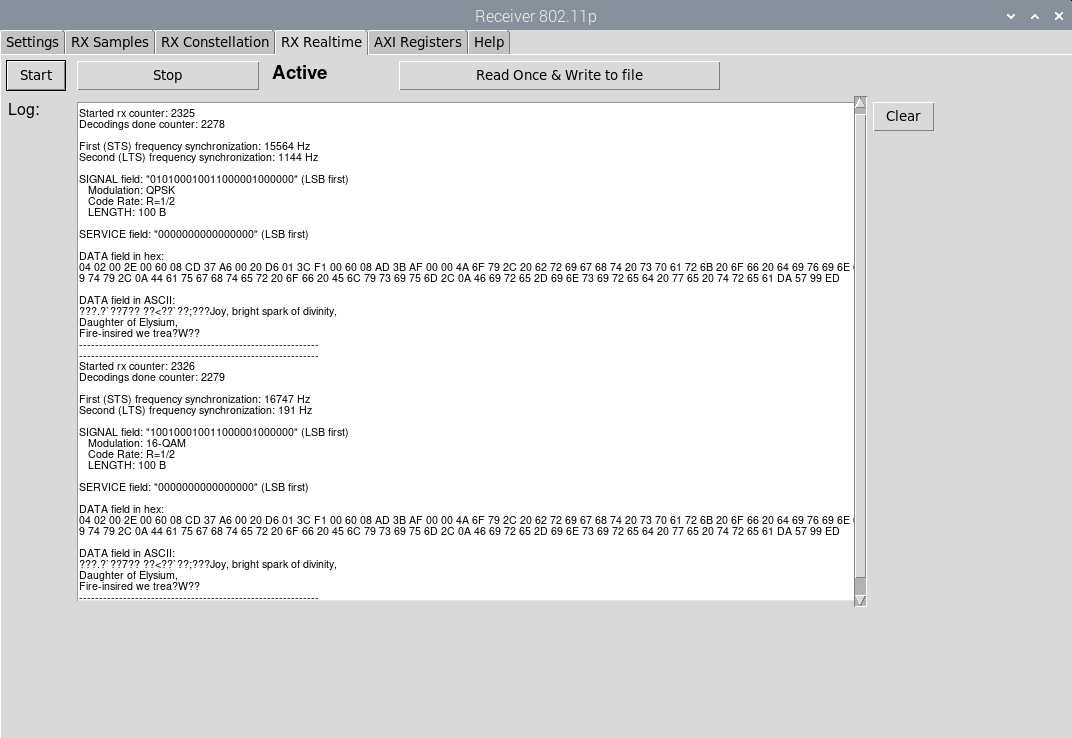 Receiver 802.11p
Settings RX Samples RX Constellation RX Realtime AXI Registers Help
Start Stop Active Read Once & Write to file
Log:
Clear
Started rx counter: 2325
Decodings done counter: 2278
First (STS) frequency synchronization: 15564 Hz
Second (LTS) frequency synchronization: 1144 Hz
SIGNAL field: "010100010011000001000000" (LSB first)
Modulation: QPSK
Code Rate: R=1/2
LENGTH: 100 B
SERVICE field: "0000000000000000" (LSB first)
DATA field in hex:
04 02 00 2E 00 60 08 CD 37 A6 00 20 D6 01 3C F1 00 60 08 AD 3B AF 00 00 4A 6F 79 2C 20 62 72 69 67 68 74 20 73 70 61 72 6B 20 6F 66 20 64 69 76 69 6E
9 74 79 2C 0A 44 61 75 67 68 74 65 72 20 6F 66 20 45 6C 79 73 69 75 6D 2C 0A 46 69 72 65 2D 69 6E 73 69 72 65 64 20 77 65 20 74 72 65 61 DA 57 99 ED
DATA field in ASCII:
???.?`??7?? ??<??`??;???Joy, bright spark of divinity,
Daughter of Elysium,
Fire-insired we trea?W??
------------------------------------------------------------
------------------------------------------------------------
Started rx counter: 2326
Decodings done counter: 2279
First (STS) frequency synchronization: 16747 Hz
Second (LTS) frequency synchronization: 191 Hz
SIGNAL field: "100100010011000001000000" (LSB first)
Modulation: 16-QAM
Code Rate: R=1/2
LENGTH: 100 B
SERVICE field: "0000000000000000" (LSB first)
DATA field in hex:
04 02 00 2E 00 60 08 CD 37 A6 00 20 D6 01 3C F1 00 60 08 AD 3B AF 00 00 4A 6F 79 2C 20 62 72 69 67 68 74 20 73 70 61 72 6B 20 6F 66 20 64 69 76 69 6E
9 74 79 2C 0A 44 61 75 67 68 74 65 72 20 6F 66 20 45 6C 79 73 69 75 6D 2C 0A 46 69 72 65 2D 69 6E 73 69 72 65 64 20 77 65 20 74 72 65 61 DA 57 99 ED
DATA field in ASCII:
???.?`??7?? ??<??`??;???Joy, bright spark of divinity,
Daughter of Elysium,
Fire-insired we trea?W??
------------------------------------------------------------